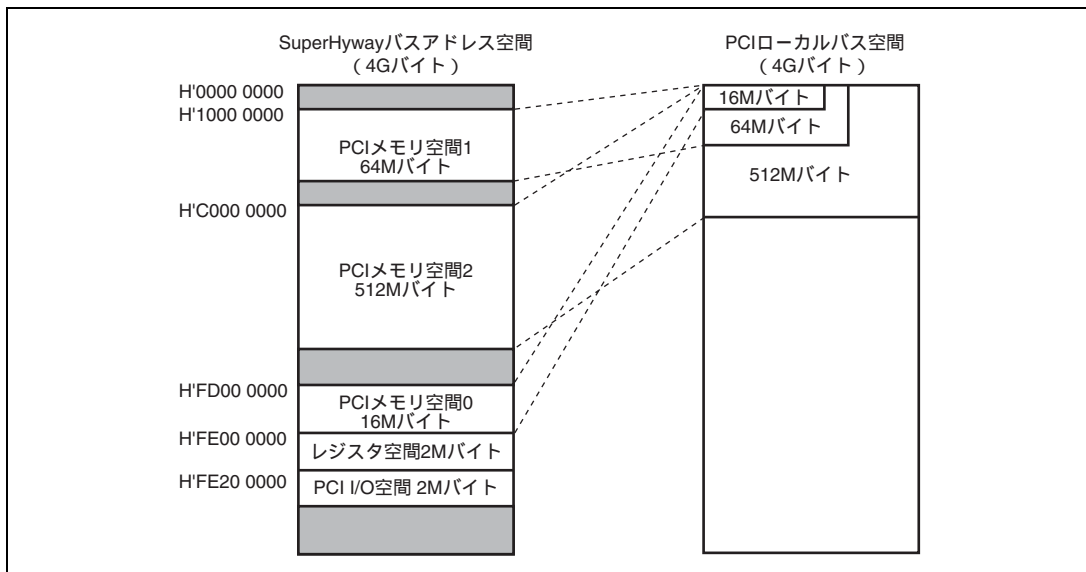 SuperHywayバスアドレス空間
（4Gバイト）
H'0000 0000
H'1000 0000
PCIメモリ空間1
64Mバイト
H'C000 0000
PCIメモリ空間2
512Mバイト
H'FD00 0000
PCIメモリ空間0
16Mバイト
H'FE00 0000
レジスタ空間2Mバイト
H'FE20 0000
PCI I/O空間 2Mバイト
PCIローカルバス空間
（4Gバイト）
16Mバイト
64Mバイト
512Mバイト